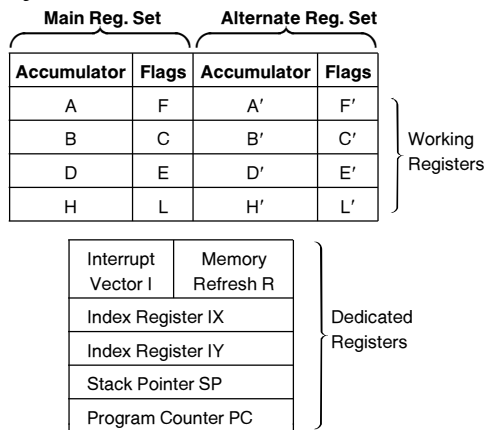 Main Reg. Set Alternate Reg. Set
Accumulator Flags Accumulator Flags
A F A′ F′
B C B′ C′
D E D′ E′
H L H′ L′
Working
Registers
Interrupt Memory
Vector I Refresh R
Index Register IX
Index Register IY
Stack Pointer SP
Program Counter PC
Dedicated
Registers